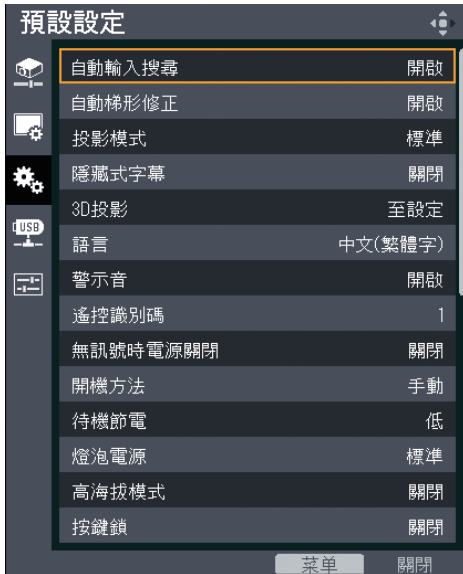 預設設定
自動輸入搜尋 開啟
自動梯形修正 開啟
投影模式 標準
隱藏式字幕 關閉
3D投影 至設定
語言 中文(繁體字)
警示音 開啟
遙控識別碼 1
無訊號時電源關閉 關閉
開機方法 手動
待機節電 低
燈泡電源 標準
高海拔模式 關閉
按鍵鎖 關閉
USB
菜单 關閉